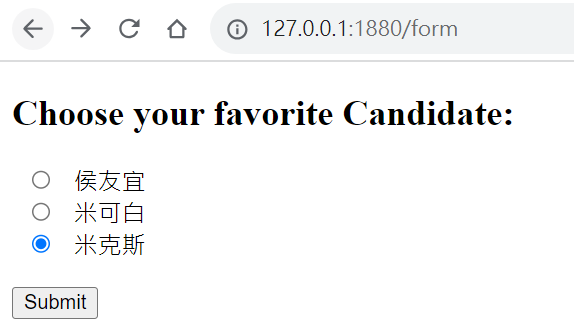 127.0.0.1:1880/form
Choose your favorite Candidate:
侯友宜
米可白
米克斯
Submit